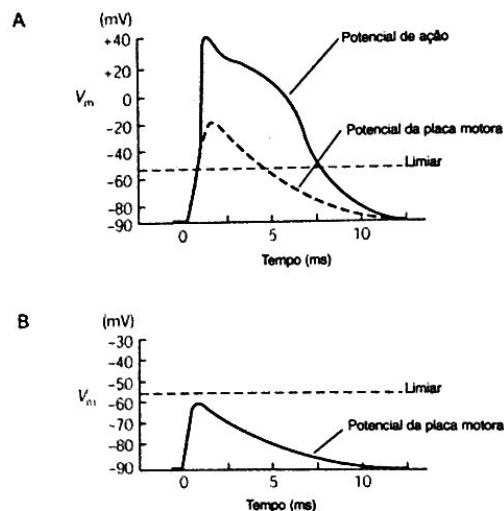 A
(mV)
+40
+20
0
-20
-40
-60
-80
-90
Vm
Potencial de ação
Potencial da placa motora
Limiar
0
5
10
Tempo (ms)
B
(mV)
-30
-40
-50
-60
-70
-80
-90
Vm
Limiar
Potencial da placa motora
0
5
10
Tempo (ms)